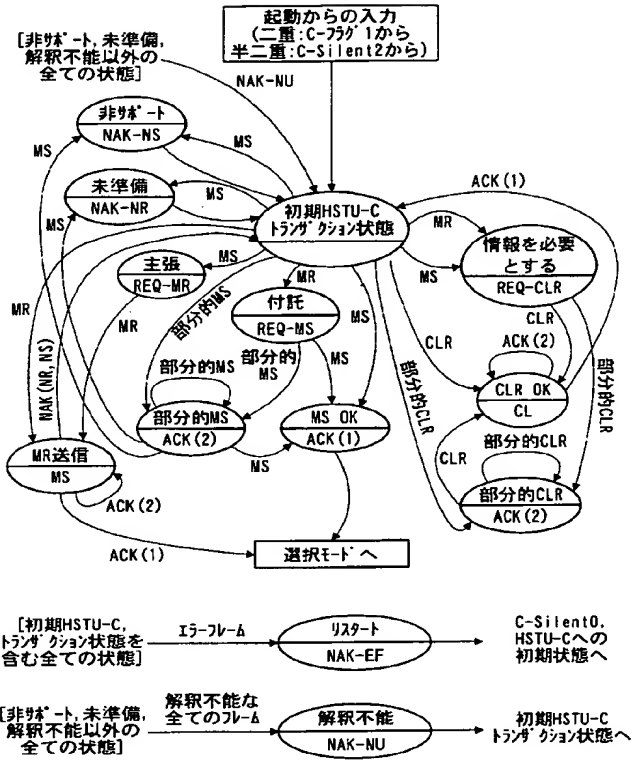 起動からの入力
(二重:C-フラグ1から
半二重:C-Silent2から)
[非サポート,未準備,
解釈不能以外の
全ての状態]
NAK-NU
非サポート
NAK-NS
MS
MS
未準備
NAK-NR
MS
MS
初期HSTU-C
トランザクション状態
ACK(1)
MR
MS
情報を必要
とする
REQ-CLR
主張
REQ-MR
MS
MR
付託
REQ-MS
MR
MR
部分的MS
MS
CLR
CLR
ACK(2)
部分的
MS
MS
部分的MS
NAK(NR,NS)
部分的CLR
部分的CLR
CLR OK
CL
部分的MS
ACK(2)
MS OK
ACK(1)
MS
CLR
部分的CLR
MR送信
MS
ACK(2)
部分的CLR
ACK(2)
ACK(1)
選択モードへ
[初期HSTU-C,
トランザクション状態を
含む全ての状態]
エラーフレーム
リスタート
NAK-EF
C-Silent0,
HSTU-Cへの
初期状態へ
[非サポート,未準備,
解釈不能以外の
全ての状態]
解釈不能な
全てのフレーム
解釈不能
NAK-NU
初期HSTU-C
トランザクション状態へ